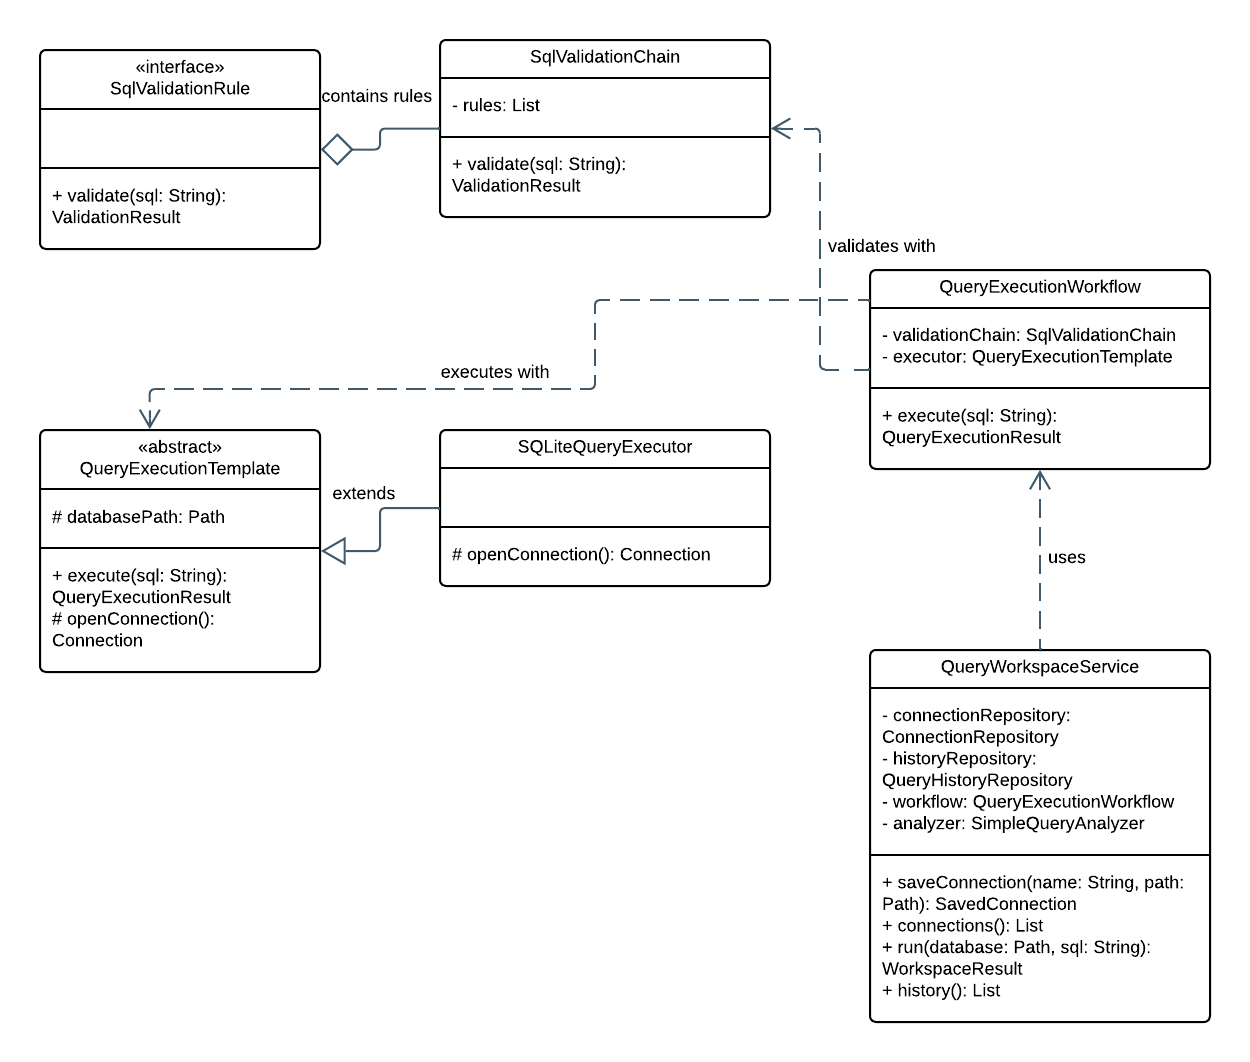 «interface»
SqlValidationRule
+ validate(sql: String):
ValidationResult
contains rules
SqlValidationChain
- rules: List
+ validate(sql: String):
ValidationResult
validates with
QueryExecutionWorkflow
- validationChain: SqlValidationChain
- executor: QueryExecutionTemplate
+ execute(sql: String):
QueryExecutionResult
executes with
«abstract»
QueryExecutionTemplate
# databasePath: Path
+ execute(sql: String):
QueryExecutionResult
# openConnection():
Connection
extends
SQLiteQueryExecutor
# openConnection(): Connection
uses
QueryWorkspaceService
- connectionRepository:
ConnectionRepository
- historyRepository:
QueryHistoryRepository
- workflow: QueryExecutionWorkflow
- analyzer: SimpleQueryAnalyzer
+ saveConnection(name: String, path:
Path): SavedConnection
+ connections(): List
+ run(database: Path, sql: String):
WorkspaceResult
+ history(): List